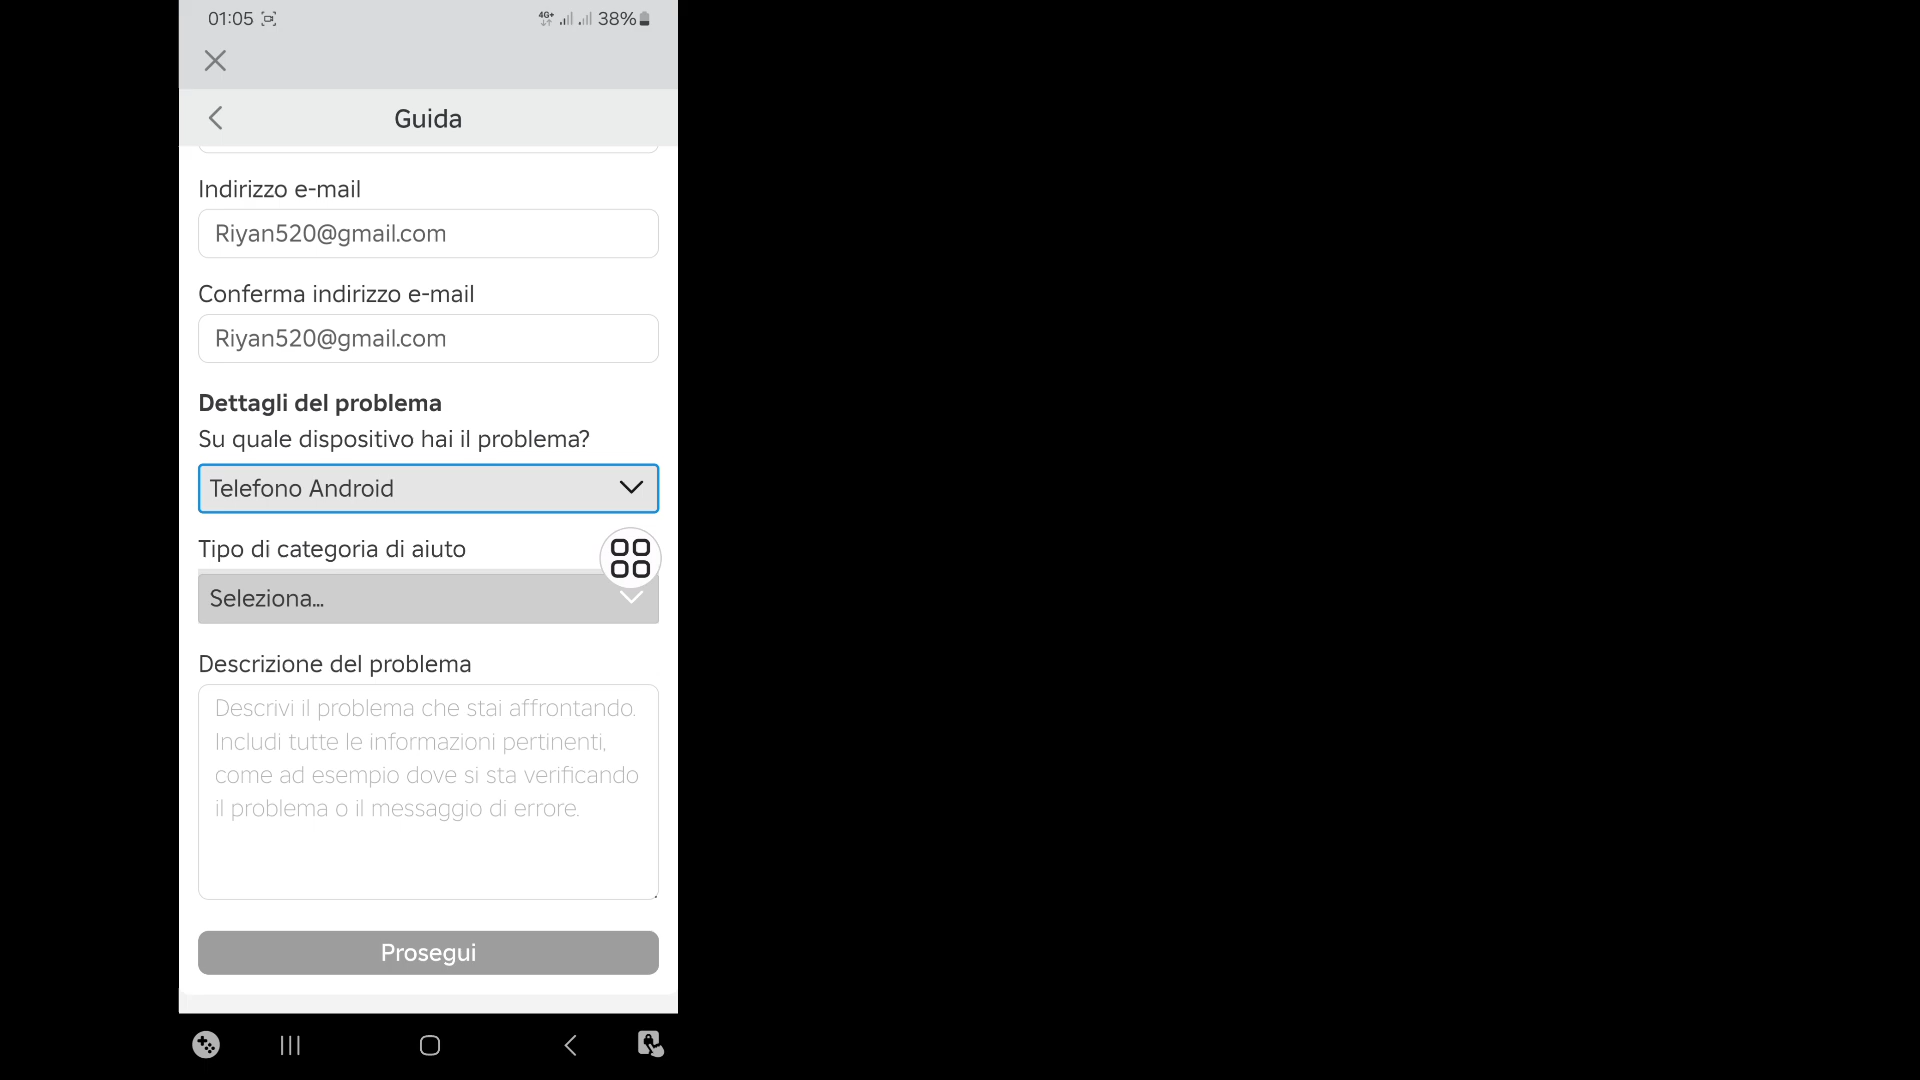 01:05 4G+ 38%
Guida
Indirizzo e-mail
Riyan520@gmail.com
Conferma indirizzo e-mail
Riyan520@gmail.com
Dettagli del problema
Su quale dispositivo hai il problema?
Telefono Android
Tipo di categoria di aiuto
Seleziona...
Descrizione del problema
Descrivi il problema che stai affrontando.
Includi tutte le informazioni pertinenti,
come ad esempio dove si sta verificando
il problema o il messaggio di errore.
Prosegui